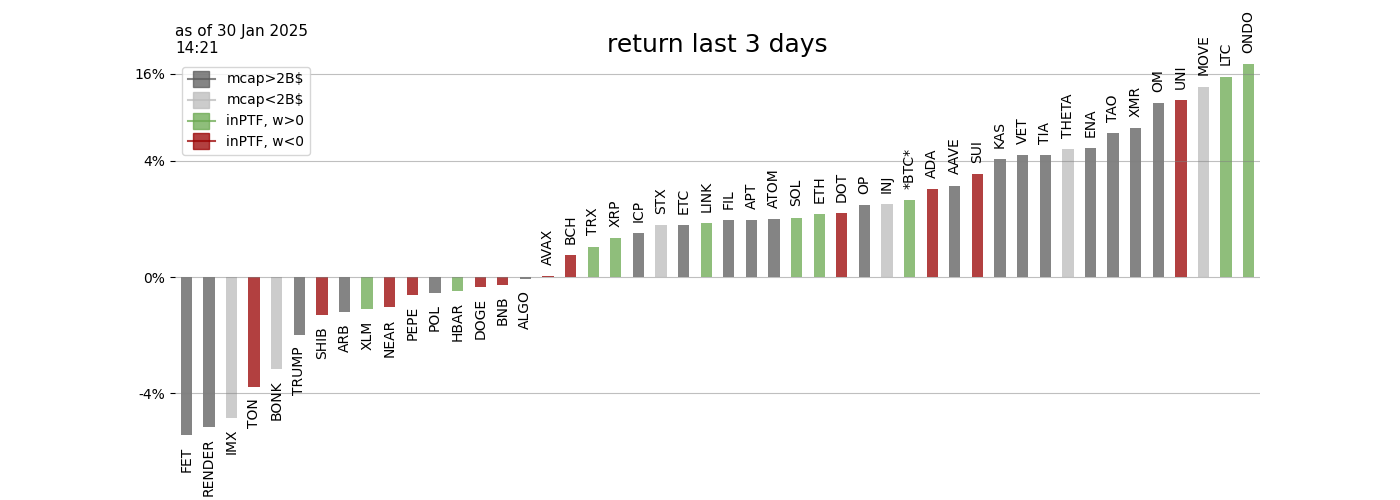 as of 30 Jan 2025
14:21
return last 3 days
mcap>2B$
mcap<2B$
inPTF, w>0
inPTF, w<0
16%
4%
0%
-4%
FET
RENDER
IMX
TON
BONK
TRUMP
SHIB
ARB
XLM
NEAR
PEPE
POL
HBAR
DOGE
BNB
ALGO
AVAX
BCH
TRX
XRP
ICP
STX
ETC
LINK
FIL
APT
ATOM
SOL
ETH
DOT
OP
INJ
*BTC*
ADA
AAVE
SUI
KAS
VET
TIA
THETA
ENA
TAO
XMR
OM
UNI
MOVE
LTC
ONDO